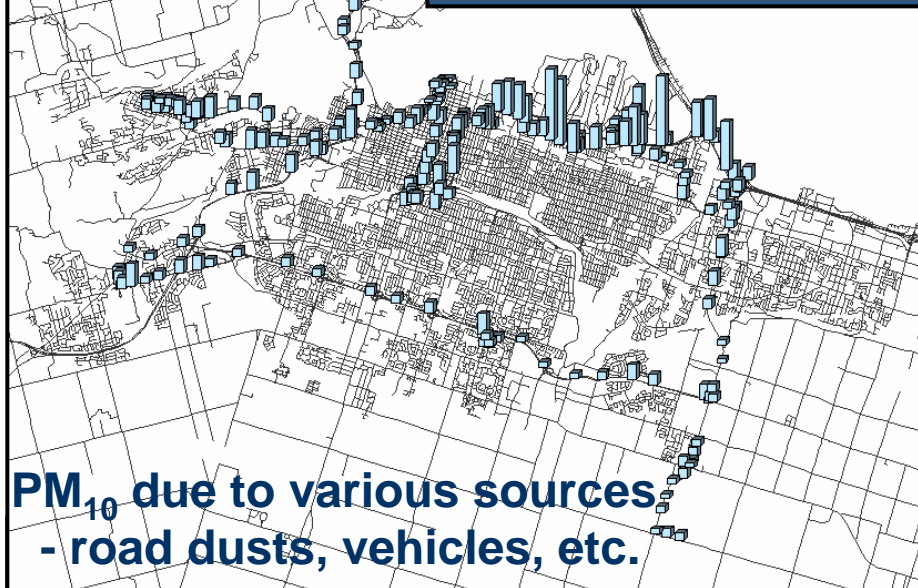 PM₁₀ due to various sources
- road dusts, vehicles, etc.